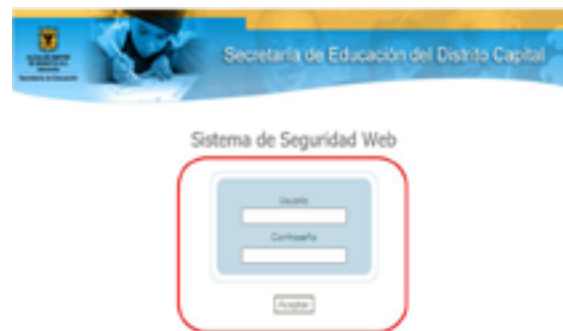 Secretaría de Educación del Distrito Capital
Sistema de Seguridad Web
Usuario
Contraseña
Aceptar